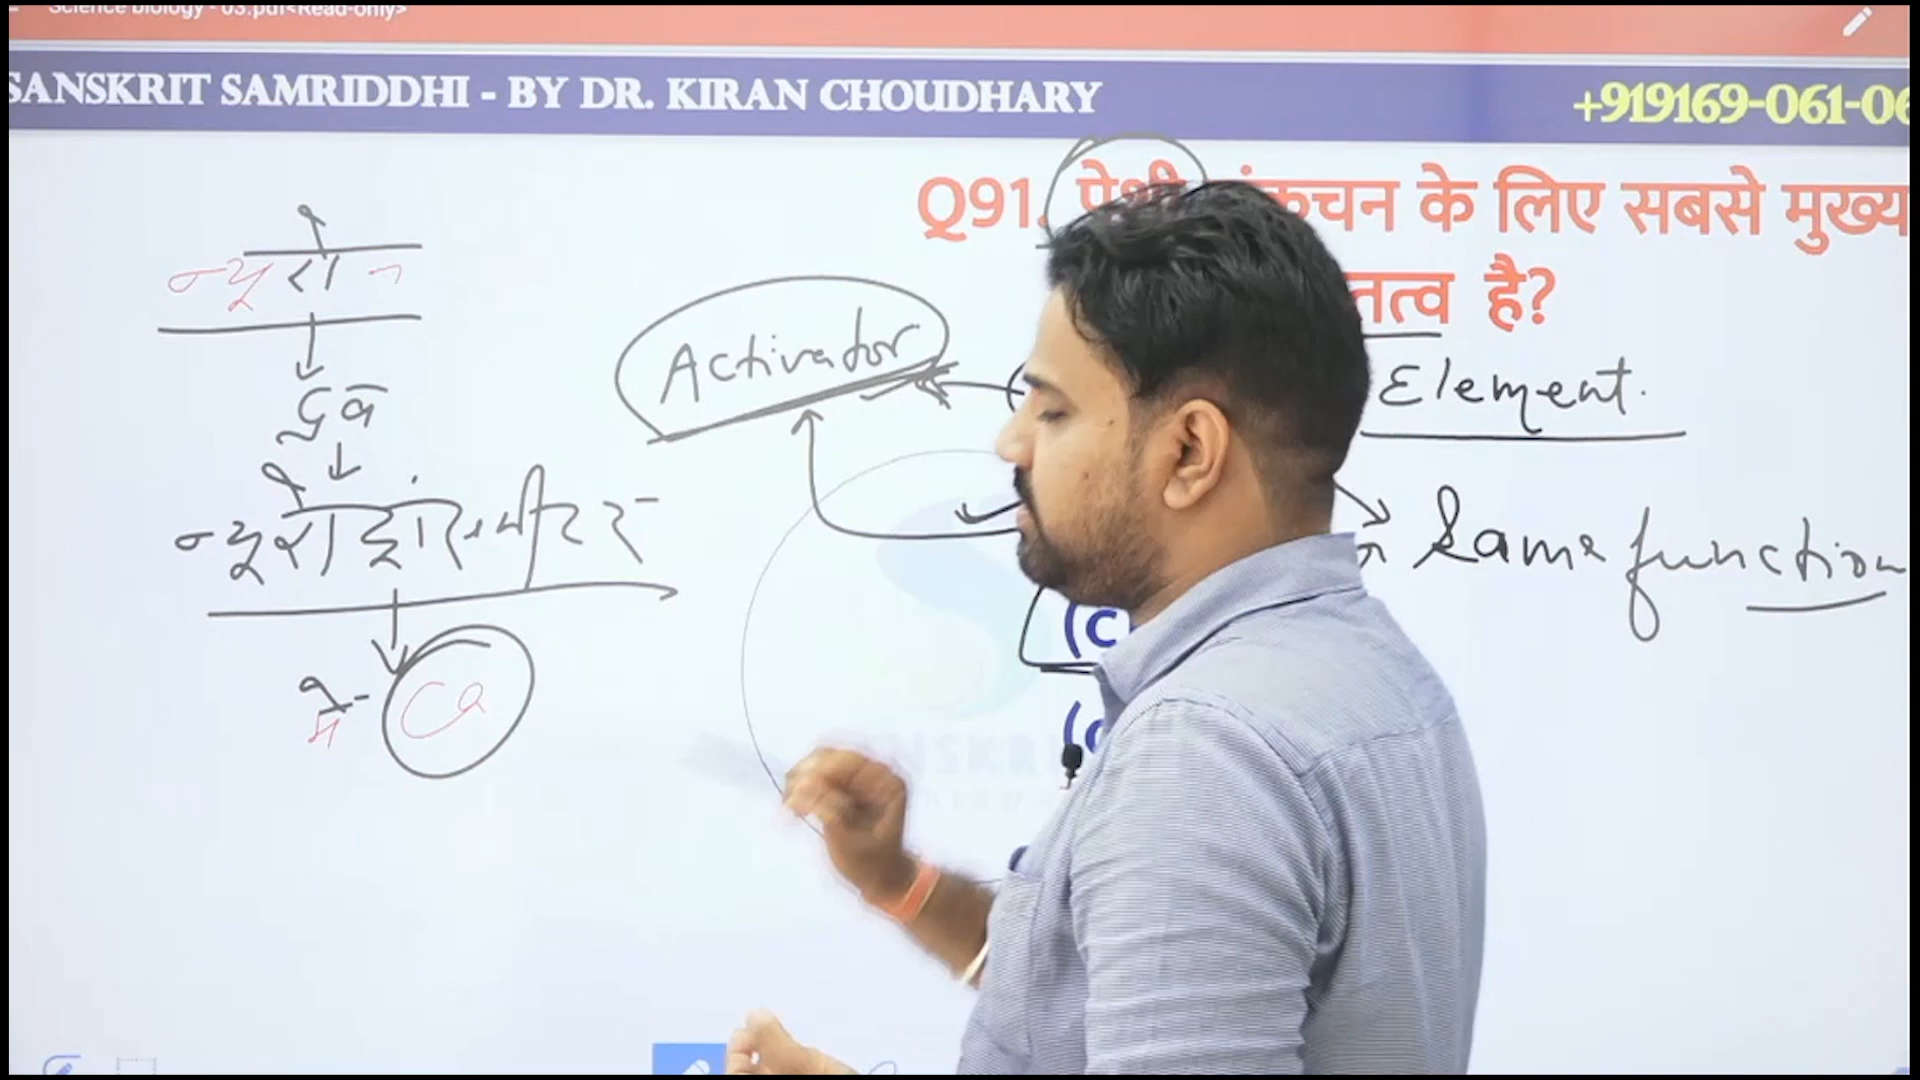 Science biology - 03.pdf<Read-only>
SANSKRIT SAMRIDDHI - BY DR. KIRAN CHOUDHARY
+919169-061-06
Q91. पेशी संकुचन के लिए सबसे मुख्य
तत्व है?
Element.
Activator
Same function
न्यूरोन
द्रव
न्यूरोट्रांसमीटर
(c
Ca